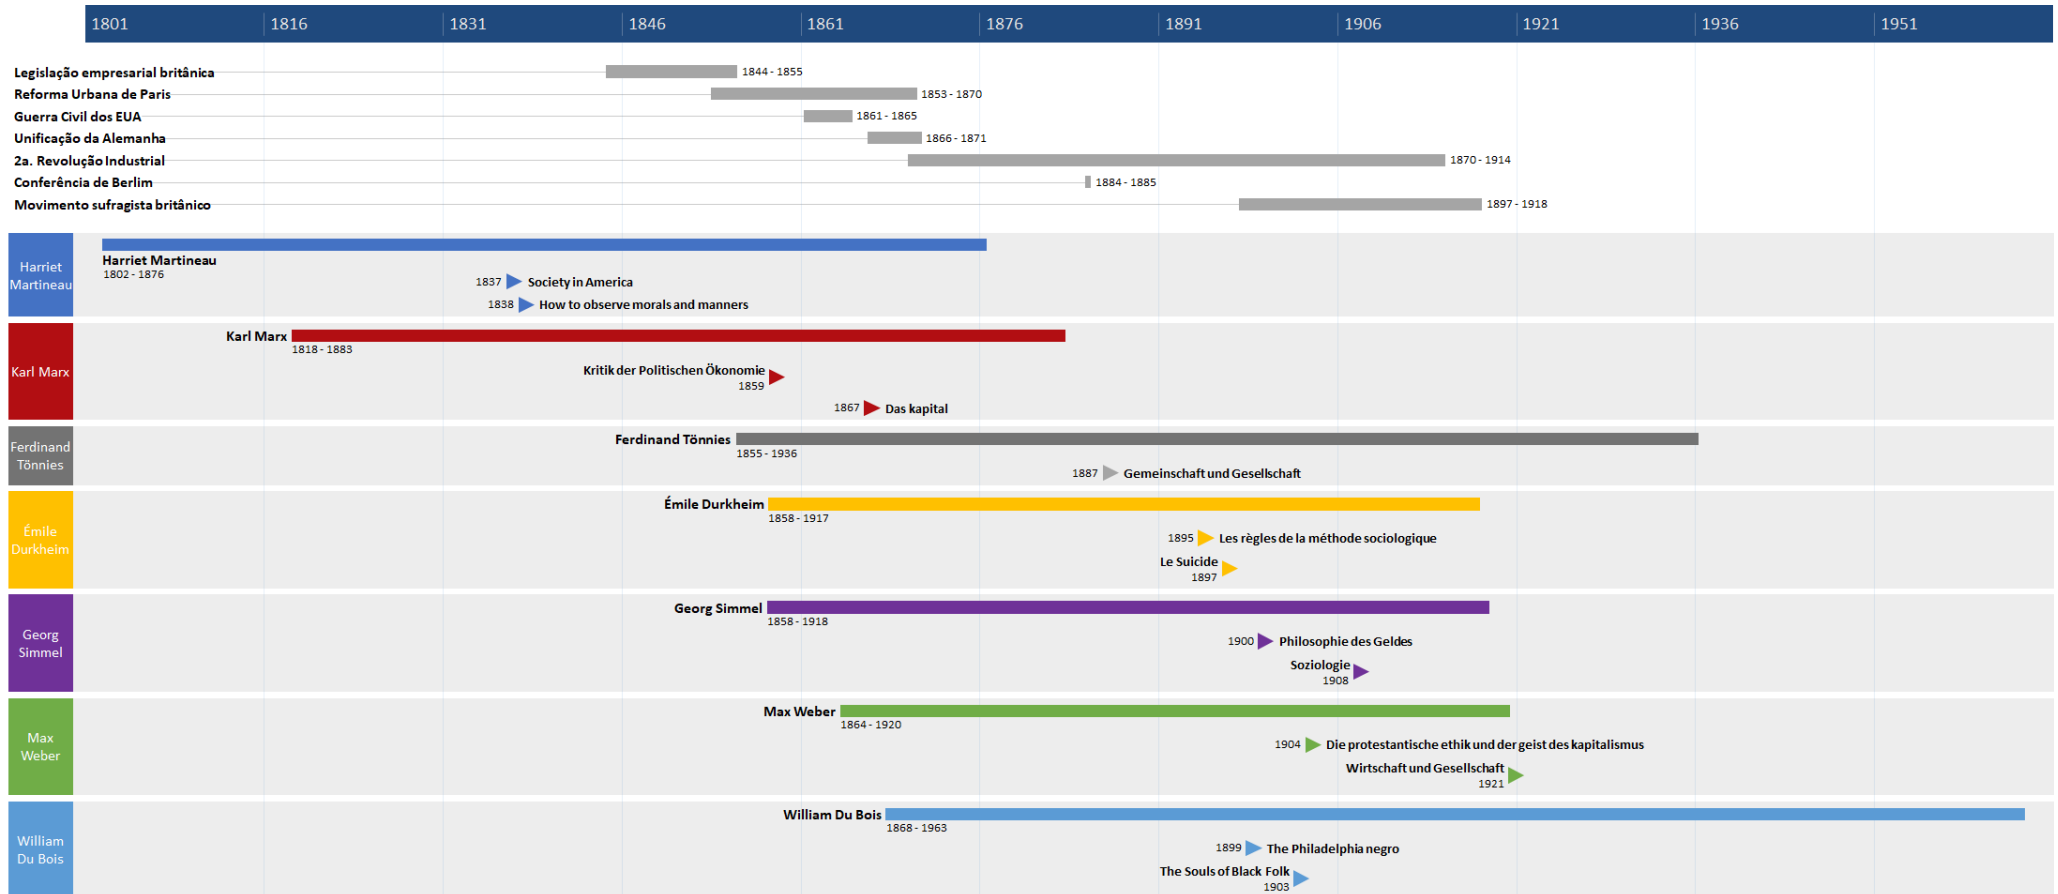 1801 1816 1831 1846 1861 1876 1891 1906 1921 1936 1951
Legislação empresarial britânica 1844 - 1855
Reforma Urbana de Paris 1853 - 1870
Guerra Civil dos EUA 1861 - 1865
Unificação da Alemanha 1866 - 1871
2a. Revolução Industrial 1870 - 1914
Conferência de Berlim 1884 - 1885
Movimento sufragista britânico 1897 - 1918
Harriet
Martineau
Harriet Martineau
1802 - 1876
1837 Society in America
1838 How to observe morals and manners
Karl Marx
Karl Marx
1818 - 1883
Kritik der Politischen Ökonomie
1859
1867 Das kapital
Ferdinand
Tönnies
Ferdinand Tönnies
1855 - 1936
1887 Gemeinschaft und Gesellschaft
Émile
Durkheim
Émile Durkheim
1858 - 1917
1895 Les règles de la méthode sociologique
Le Suicide
1897
Georg
Simmel
Georg Simmel
1858 - 1918
1900 Philosophie des Geldes
Soziologie
1908
Max
Weber
Max Weber
1864 - 1920
1904 Die protestantische ethik und der geist des kapitalismus
Wirtschaft und Gesellschaft
1921
William
Du Bois
William Du Bois
1868 - 1963
1899 The Philadelphia negro
The Souls of Black Folk
1903